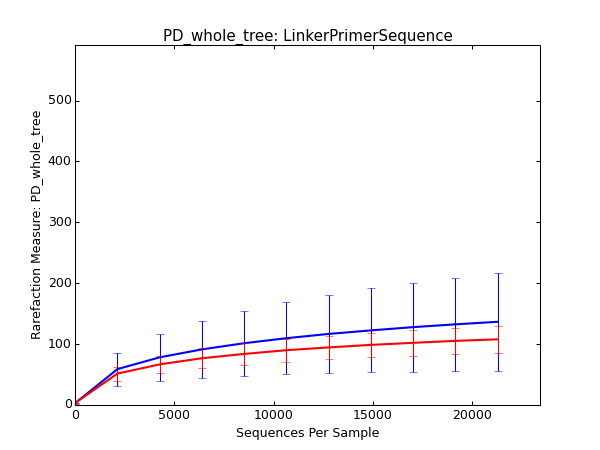 PD_whole_tree: LinkerPrimerSequence
500
400
300
200
100
0
Rarefaction Measure: PD_whole_tree
0 5000 10000 15000 20000
Sequences Per Sample